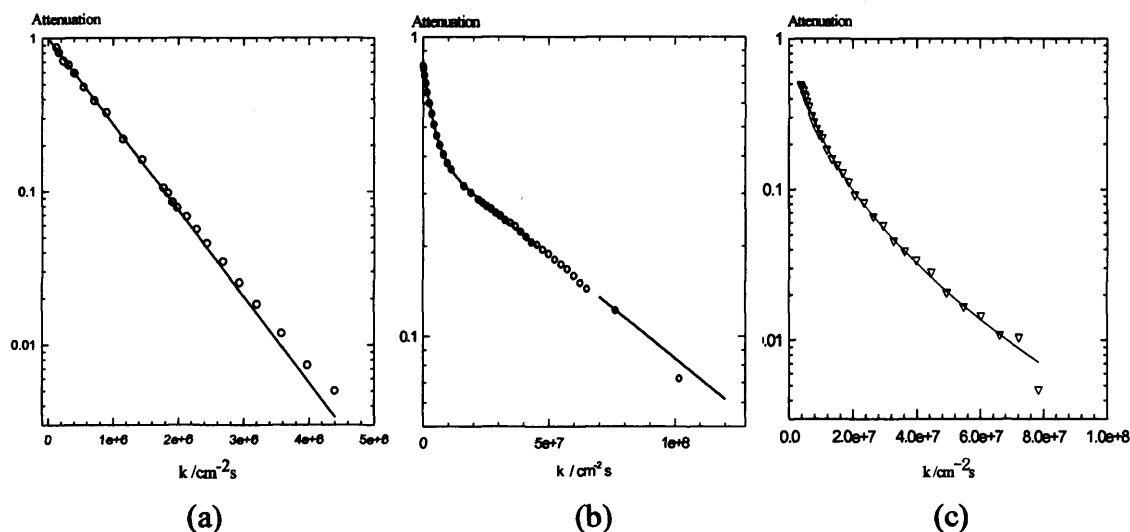 Attenuation
1
0.1
0.01
0 1e+6 2e+6 3e+6 4e+6 5e+6
k /cm⁻²s
(a)
Attenuation
1
0.1
0 5e+7 1e+8
k /cm⁻² s
(b)
Attenuation
1
0.1
).01
0.0 2.0e+7 4.0e+7 6.0e+7 8.0e+7 1.0e+8
k /cm⁻²s
(c)